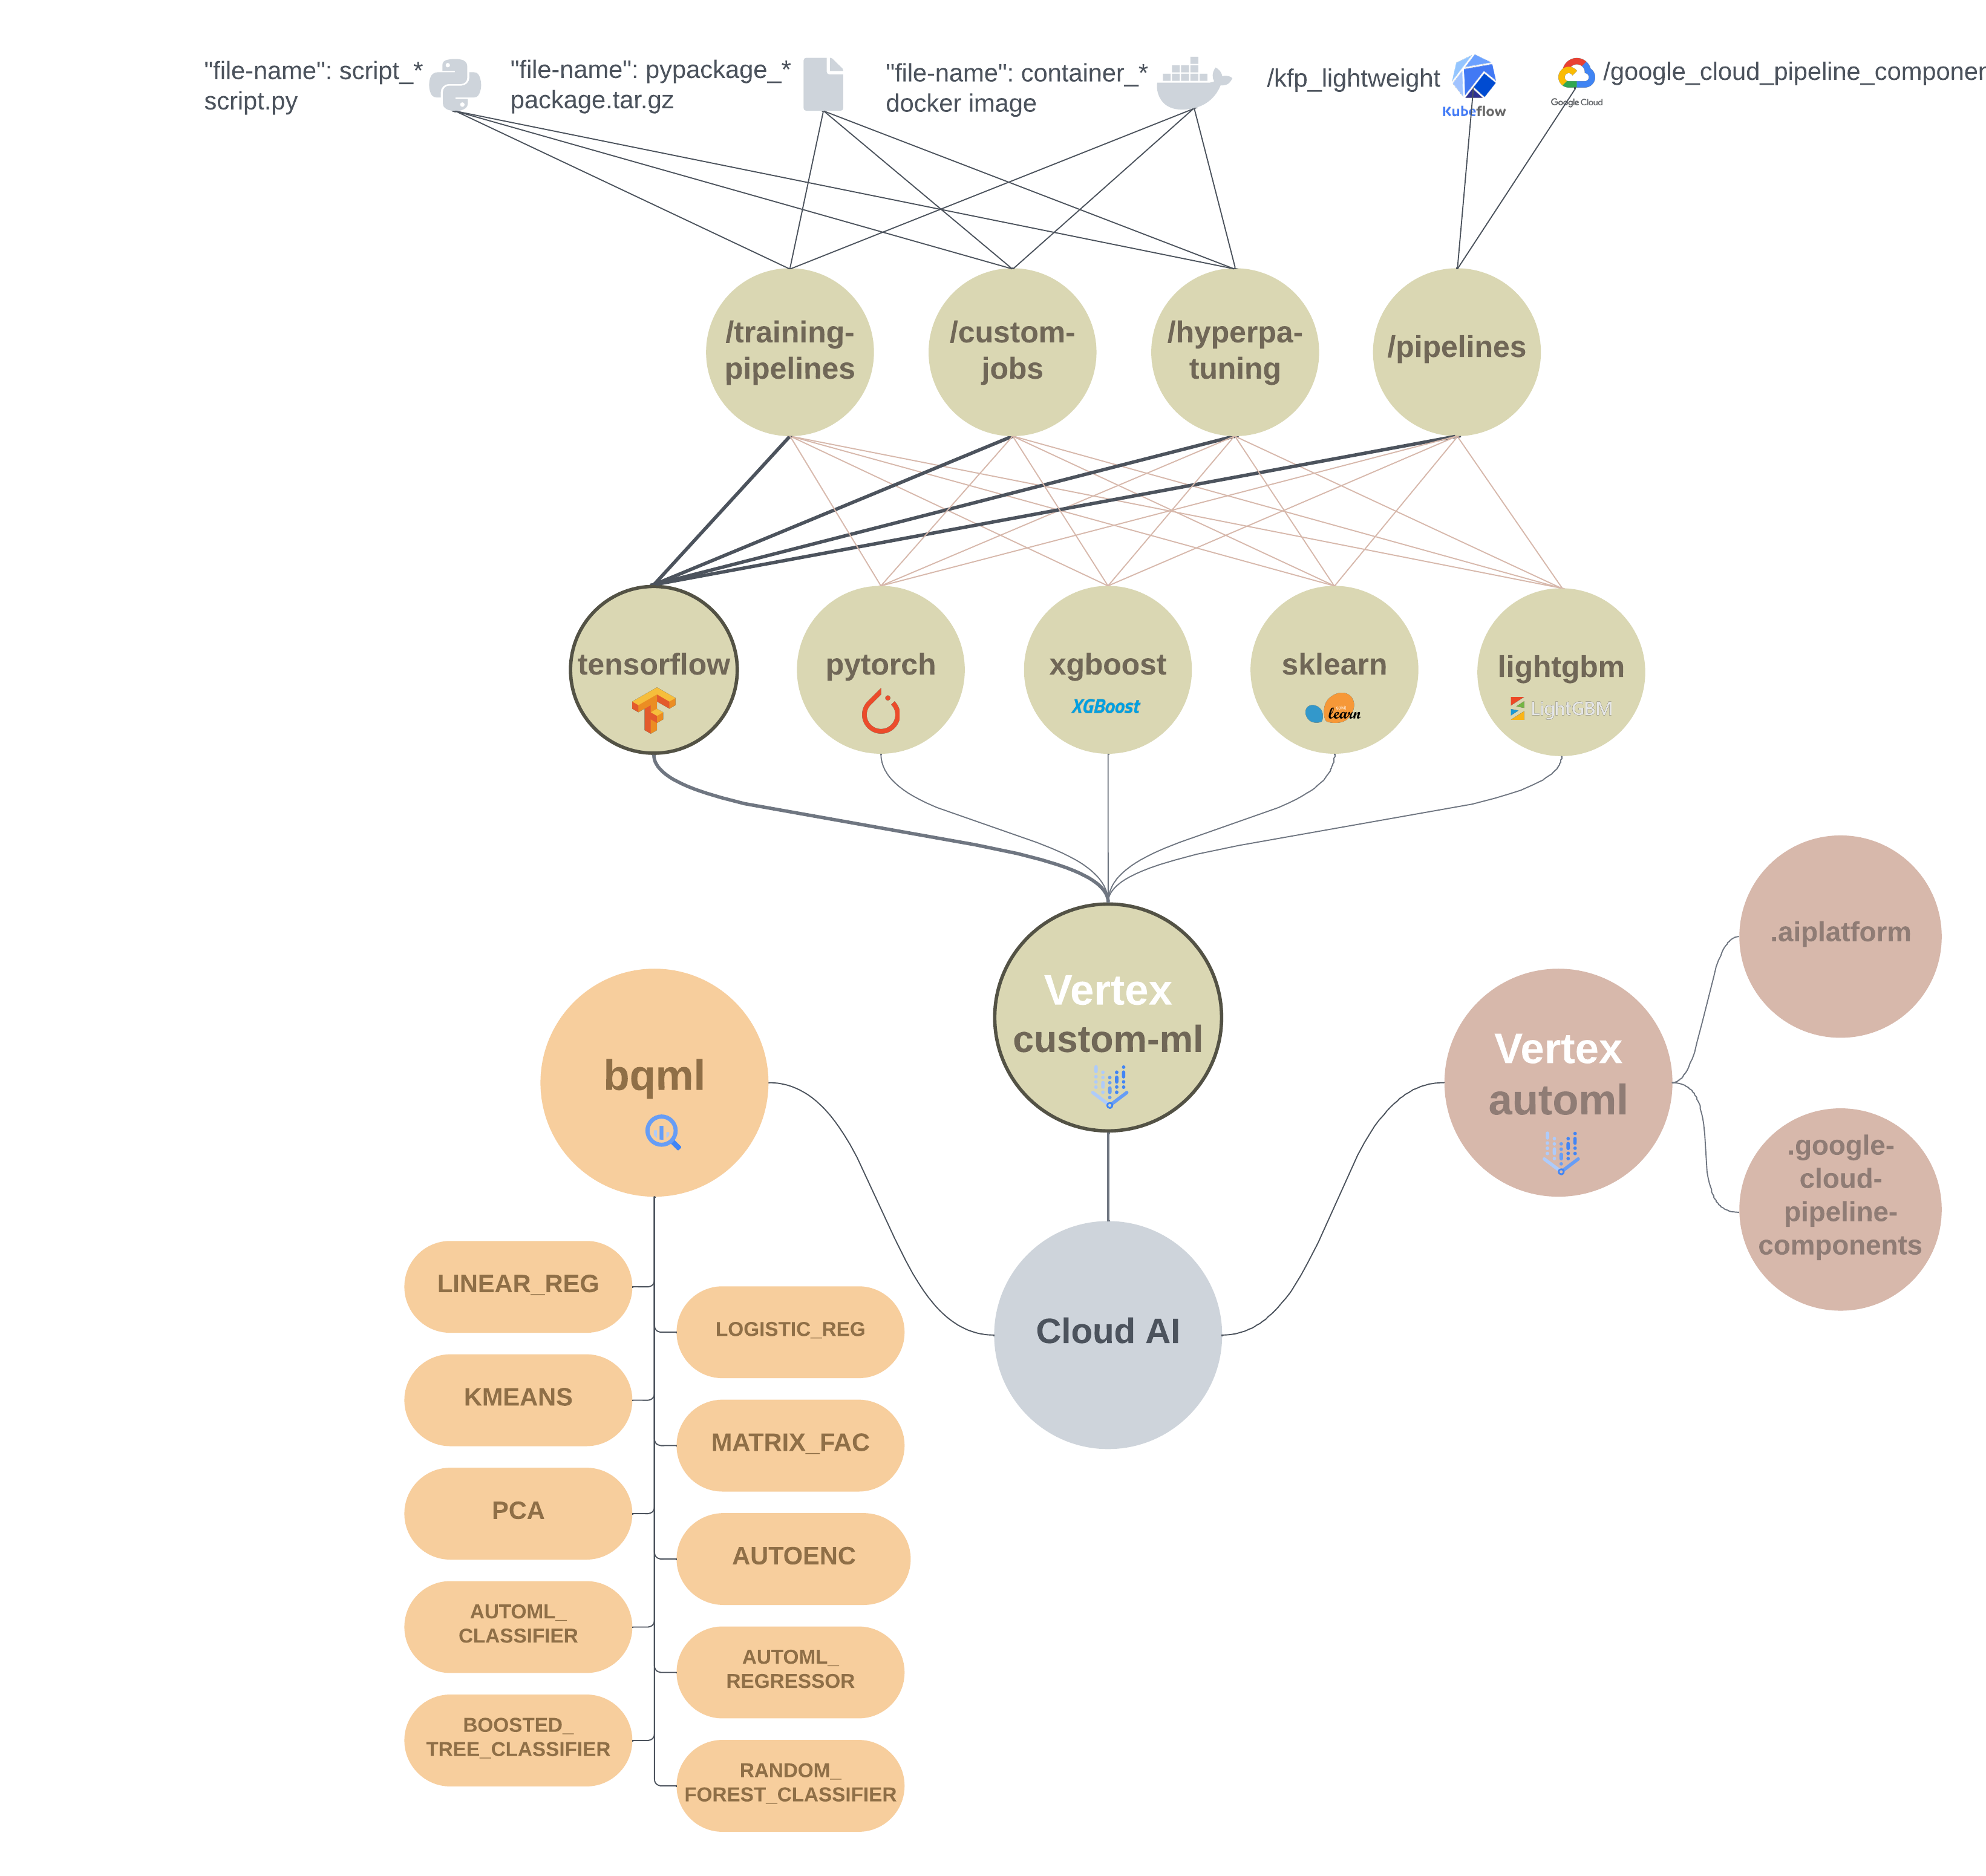 "file-name": script_*
script.py
"file-name": pypackage_*
package.tar.gz
"file-name": container_*
docker image
/kfp_lightweight
Kubeflow
Google Cloud
/google_cloud_pipeline_componen
/training-
pipelines
/custom-
jobs
/hyperpa-
tuning
/pipelines
tensorflow
pytorch
xgboost
XGBoost
sklearn
learn
lightgbm
LightGBM
.aiplatform
Vertex
custom-ml
bqml
Vertex
automl
.google-
cloud-
pipeline-
components
Cloud AI
LINEAR_REG
LOGISTIC_REG
KMEANS
MATRIX_FAC
PCA
AUTOENC
AUTOML_
CLASSIFIER
AUTOML_
REGRESSOR
BOOSTED_
TREE_CLASSIFIER
RANDOM_
FOREST_CLASSIFIER